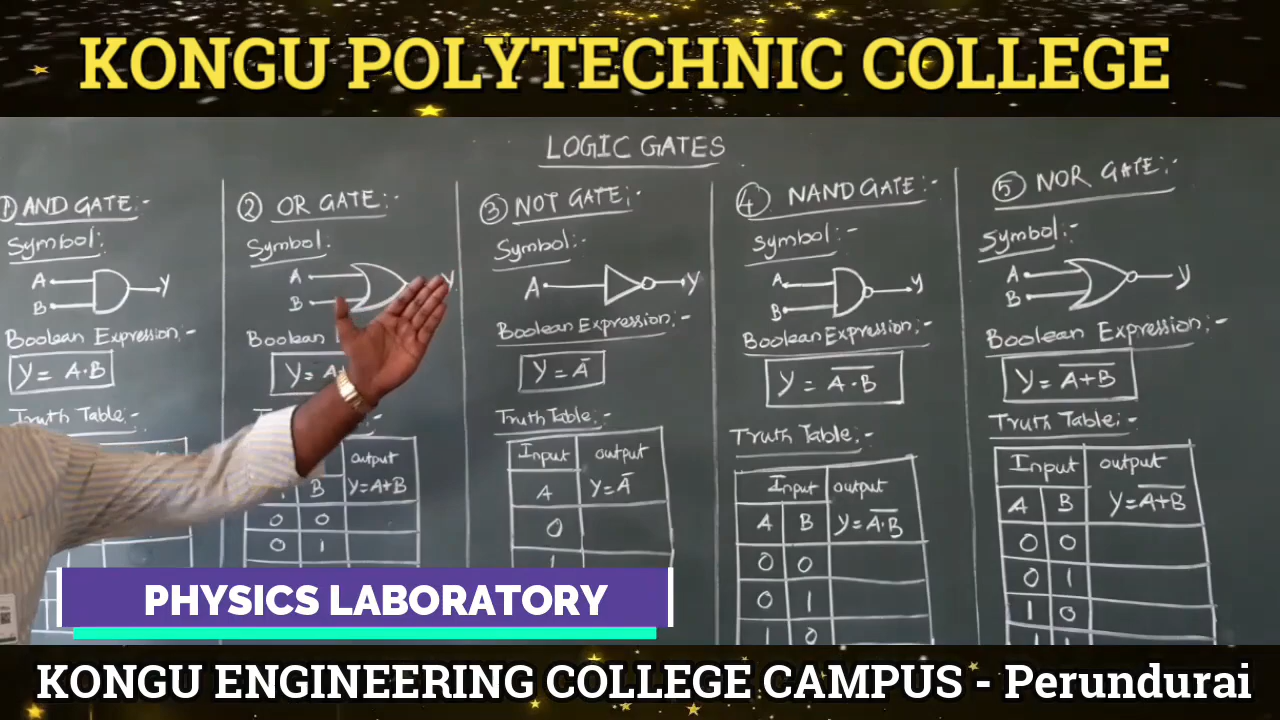 KONGU POLYTECHNIC COLLEGE
LOGIC GATES
① AND GATE:-
Symbol:
A
B
Y
Boolean Expression:-
Y = A·B
Truth Table:-
② OR GATE:-
Symbol:
A
B
Y
Boolean
Y = A
output
B Y=A+B
0 0
0 1
③ NOT GATE:-
Symbol:-
A Y
Boolean Expression:-
Y = A̅
Truth Table:-
Input output
A Y = A̅
0
1
④ NAND GATE:-
Symbol:-
A
B
Y
Boolean Expression:-
Y = A̅·̅B̅
Truth Table:-
Input output
A B Y = A̅·̅B̅
0 0
0 1
1 0
⑤ NOR GATE:-
Symbol:-
A
B
Y
Boolean Expression:-
Y = A̅+̅B̅
Truth Table:-
Input output
A B Y=A̅+̅B̅
0 0
0 1
1 0
1 1
PHYSICS LABORATORY
KONGU ENGINEERING COLLEGE CAMPUS - Perundurai